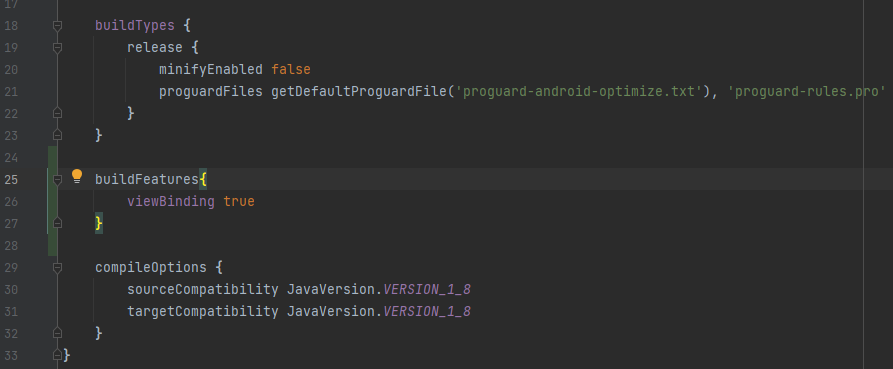 17
18 buildTypes {
19 release {
20 minifyEnabled false
21 proguardFiles getDefaultProguardFile('proguard-android-optimize.txt'), 'proguard-rules.pro'
22 }
23 }
24
25 buildFeatures{
26 viewBinding true
27 }
28
29 compileOptions {
30 sourceCompatibility JavaVersion.VERSION_1_8
31 targetCompatibility JavaVersion.VERSION_1_8
32 }
33 }